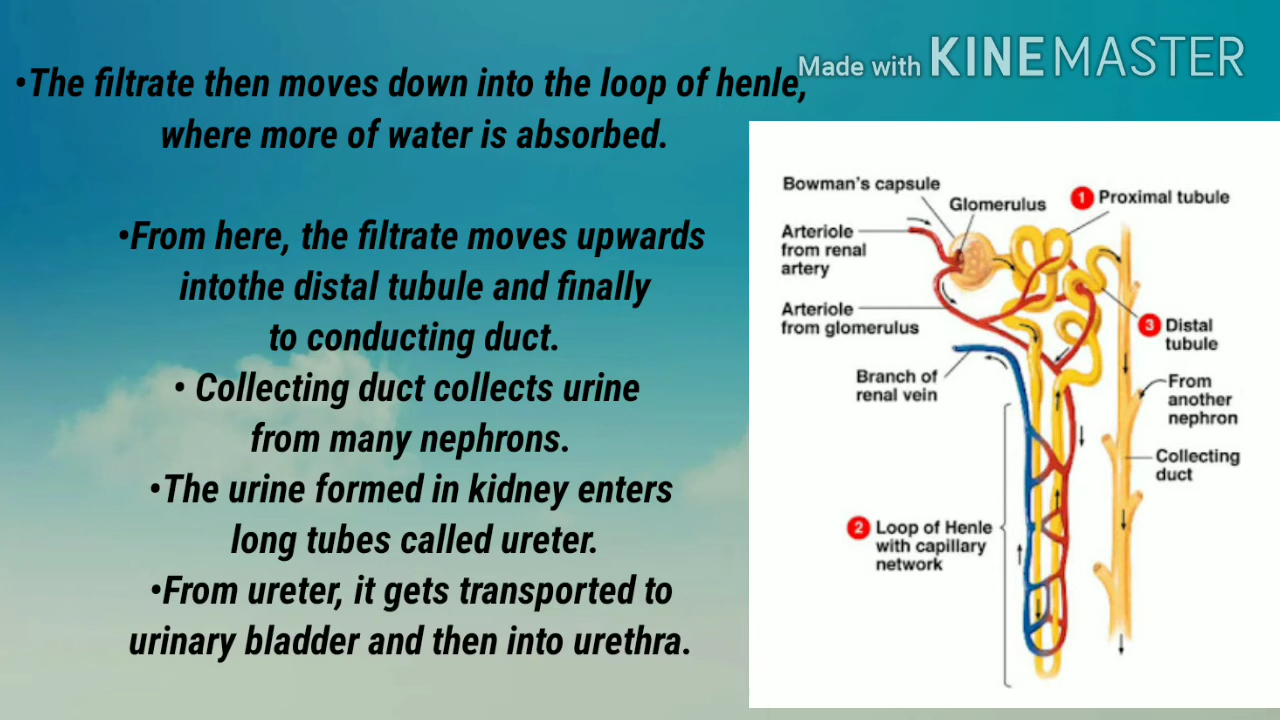 Made with KINEMASTER
•The filtrate then moves down into the loop of henle,
where more of water is absorbed.
•From here, the filtrate moves upwards
intothe distal tubule and finally
to conducting duct.
• Collecting duct collects urine
from many nephrons.
•The urine formed in kidney enters
long tubes called ureter.
•From ureter, it gets transported to
urinary bladder and then into urethra.
Bowman's capsule
Glomerulus
1 Proximal tubule
Arteriole
from renal
artery
Arteriole
from glomerulus
3 Distal
tubule
Branch of
renal vein
From
another
nephron
Collecting
duct
2 Loop of Henle
with capillary
network